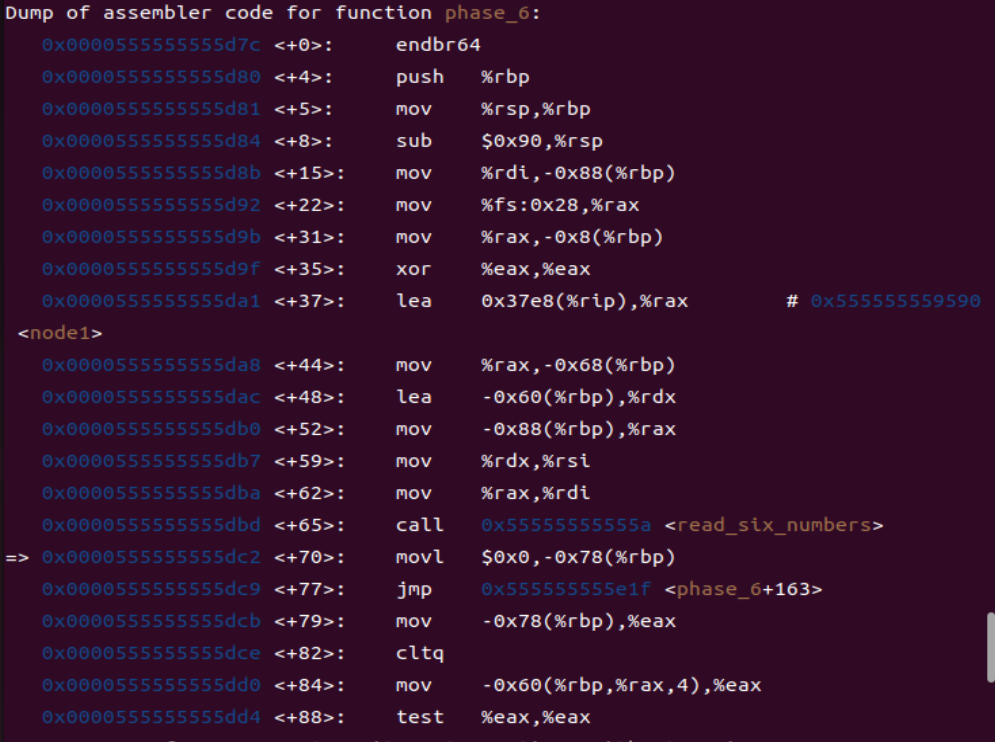 Dump of assembler code for function phase_6:
0x0000555555555d7c <+0>: endbr64
0x0000555555555d80 <+4>: push %rbp
0x0000555555555d81 <+5>: mov %rsp,%rbp
0x0000555555555d84 <+8>: sub $0x90,%rsp
0x0000555555555d8b <+15>: mov %rdi,-0x88(%rbp)
0x0000555555555d92 <+22>: mov %fs:0x28,%rax
0x0000555555555d9b <+31>: mov %rax,-0x8(%rbp)
0x0000555555555d9f <+35>: xor %eax,%eax
0x0000555555555da1 <+37>: lea 0x37e8(%rip),%rax # 0x555555559590
<node1>
0x0000555555555da8 <+44>: mov %rax,-0x68(%rbp)
0x0000555555555dac <+48>: lea -0x60(%rbp),%rdx
0x0000555555555db0 <+52>: mov -0x88(%rbp),%rax
0x0000555555555db7 <+59>: mov %rdx,%rsi
0x0000555555555dba <+62>: mov %rax,%rdi
0x0000555555555dbd <+65>: call 0x55555555555a <read_six_numbers>
=> 0x0000555555555dc2 <+70>: movl $0x0,-0x78(%rbp)
0x0000555555555dc9 <+77>: jmp 0x555555555e1f <phase_6+163>
0x0000555555555dcb <+79>: mov -0x78(%rbp),%eax
0x0000555555555dce <+82>: cltq
0x0000555555555dd0 <+84>: mov -0x60(%rbp,%rax,4),%eax
0x0000555555555dd4 <+88>: test %eax,%eax